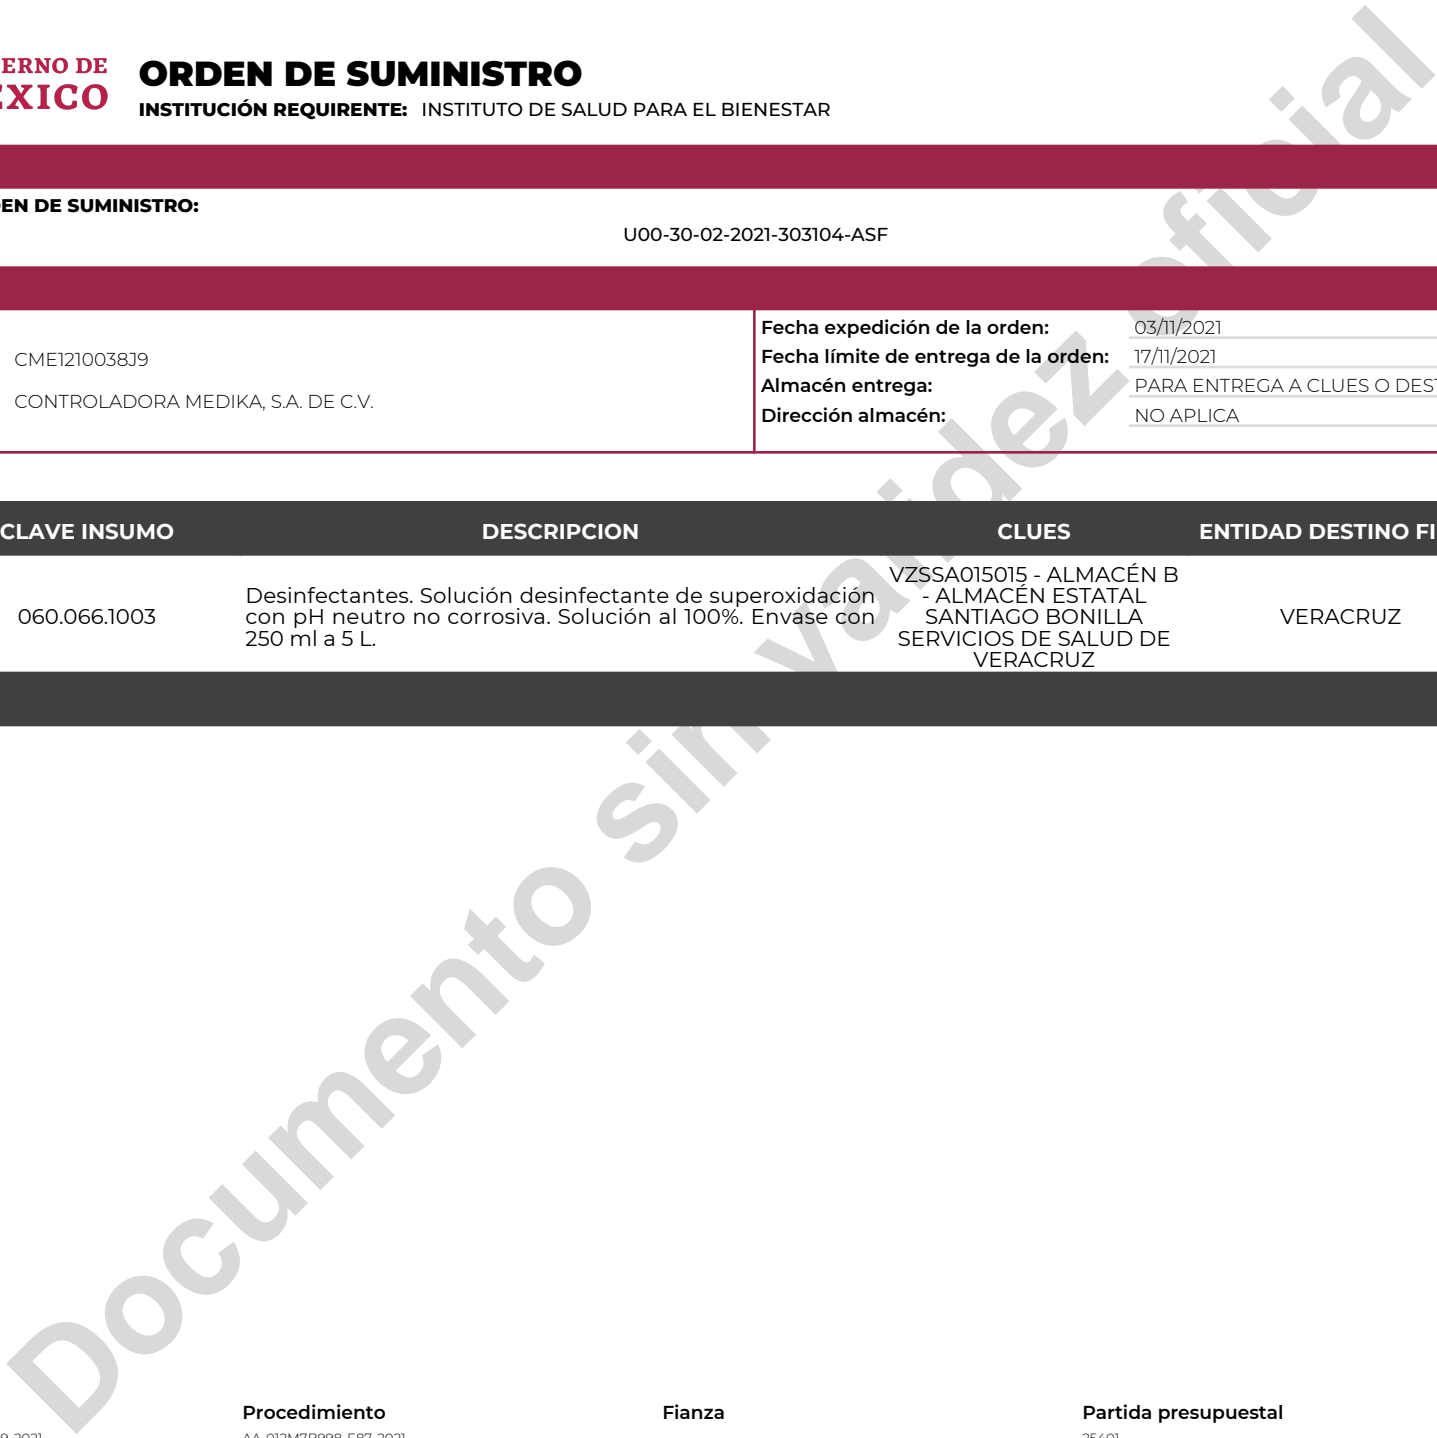 ERNO DE
ÉXICO
ORDEN DE SUMINISTRO
INSTITUCIÓN REQUIRENTE: INSTITUTO DE SALUD PARA EL BIENESTAR
EN DE SUMINISTRO:
U00-30-02-2021-303104-ASF
CME1210038J9
CONTROLADORA MEDIKA, S.A. DE C.V.
Fecha expedición de la orden: 03/11/2021
Fecha límite de entrega de la orden: 17/11/2021
Almacén entrega: PARA ENTREGA A CLUES O DEST
Dirección almacén: NO APLICA
CLAVE INSUMO DESCRIPCION CLUES ENTIDAD DESTINO FI
060.066.1003
Desinfectantes. Solución desinfectante de superoxidación
con pH neutro no corrosiva. Solución al 100%. Envase con
250 ml a 5 L.
VZSSA015015 - ALMACÉN B
- ALMACÉN ESTATAL
SANTIAGO BONILLA
SERVICIOS DE SALUD DE
VERACRUZ
VERACRUZ
Documento sin validez oficial
Procedimiento Fianza Partida presupuestal